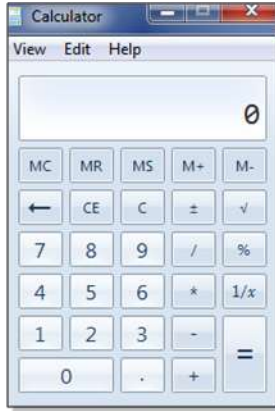 Calculator
View Edit Help
0
MC MR MS M+ M-
← CE C ± √
7 8 9 / %
4 5 6 * 1/x
1 2 3 - =
0 . +